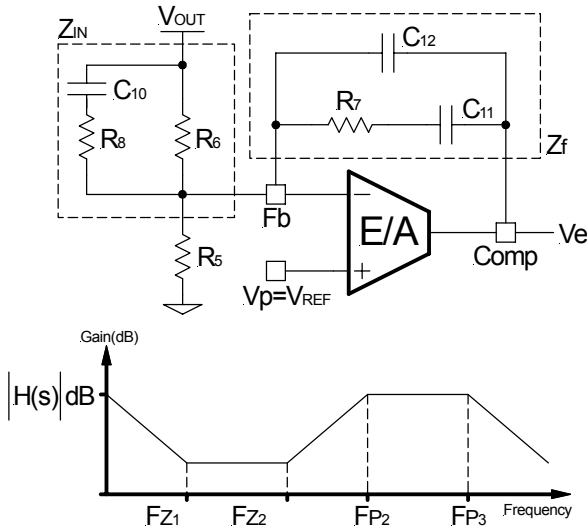 VOUT
ZIN
C12
C10
R7
C11
R8
R6
Zf
Fb
E/A
R5
Comp
Ve
Vp=VREF
Gain(dB)
|H(s)|dB
FZ1
FZ2
FP2
FP3
Frequency